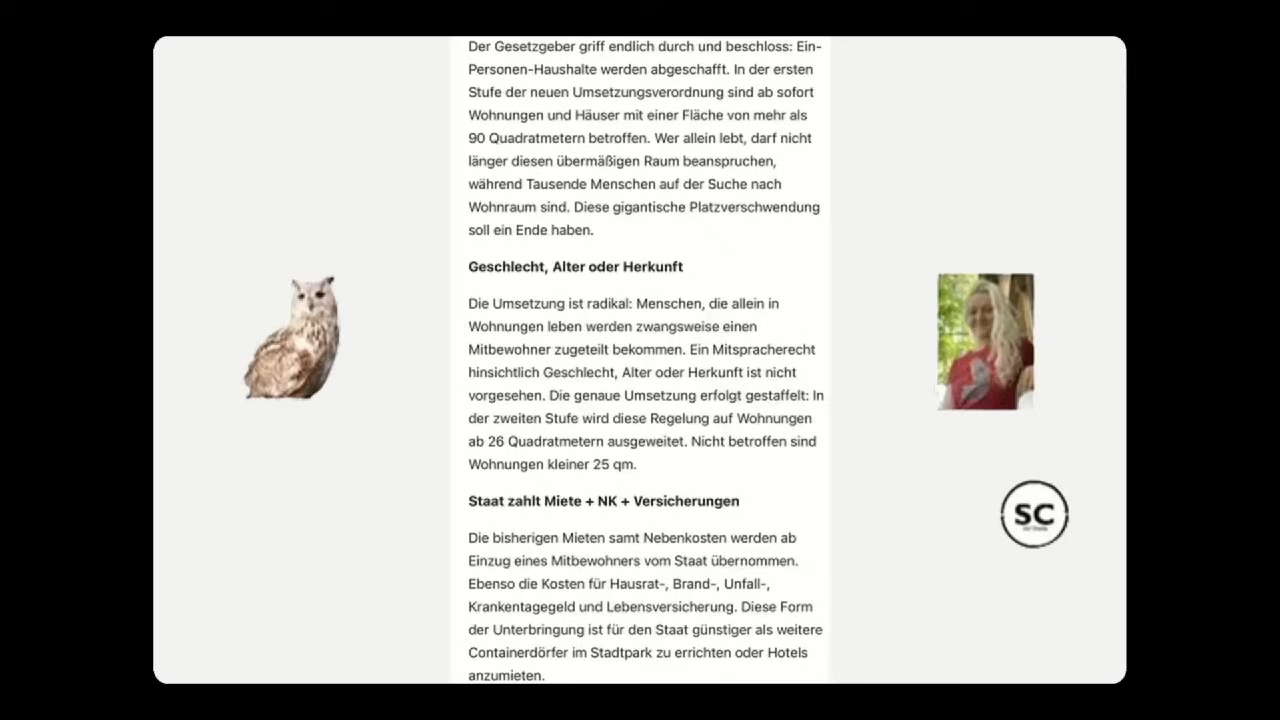 Der Gesetzgeber griff endlich durch und beschloss: Ein-
Personen-Haushalte werden abgeschafft. In der ersten
Stufe der neuen Umsetzungsverordnung sind ab sofort
Wohnungen und Häuser mit einer Fläche von mehr als
90 Quadratmetern betroffen. Wer allein lebt, darf nicht
länger diesen übermäßigen Raum beanspruchen,
während Tausende Menschen auf der Suche nach
Wohnraum sind. Diese gigantische Platzverschwendung
soll ein Ende haben.
Geschlecht, Alter oder Herkunft
Die Umsetzung ist radikal: Menschen, die allein in
Wohnungen leben werden zwangsweise einen
Mitbewohner zugeteilt bekommen. Ein Mitspracherecht
hinsichtlich Geschlecht, Alter oder Herkunft ist nicht
vorgesehen. Die genaue Umsetzung erfolgt gestaffelt: In
der zweiten Stufe wird diese Regelung auf Wohnungen
ab 26 Quadratmetern ausgeweitet. Nicht betroffen sind
Wohnungen kleiner 25 qm.
Staat zahlt Miete + NK + Versicherungen
Die bisherigen Mieten samt Nebenkosten werden ab
Einzug eines Mitbewohners vom Staat übernommen.
Ebenso die Kosten für Hausrat-, Brand-, Unfall-,
Krankentagegeld und Lebensversicherung. Diese Form
der Unterbringung ist für den Staat günstiger als weitere
Containerdörfer im Stadtpark zu errichten oder Hotels
anzumieten.
SC